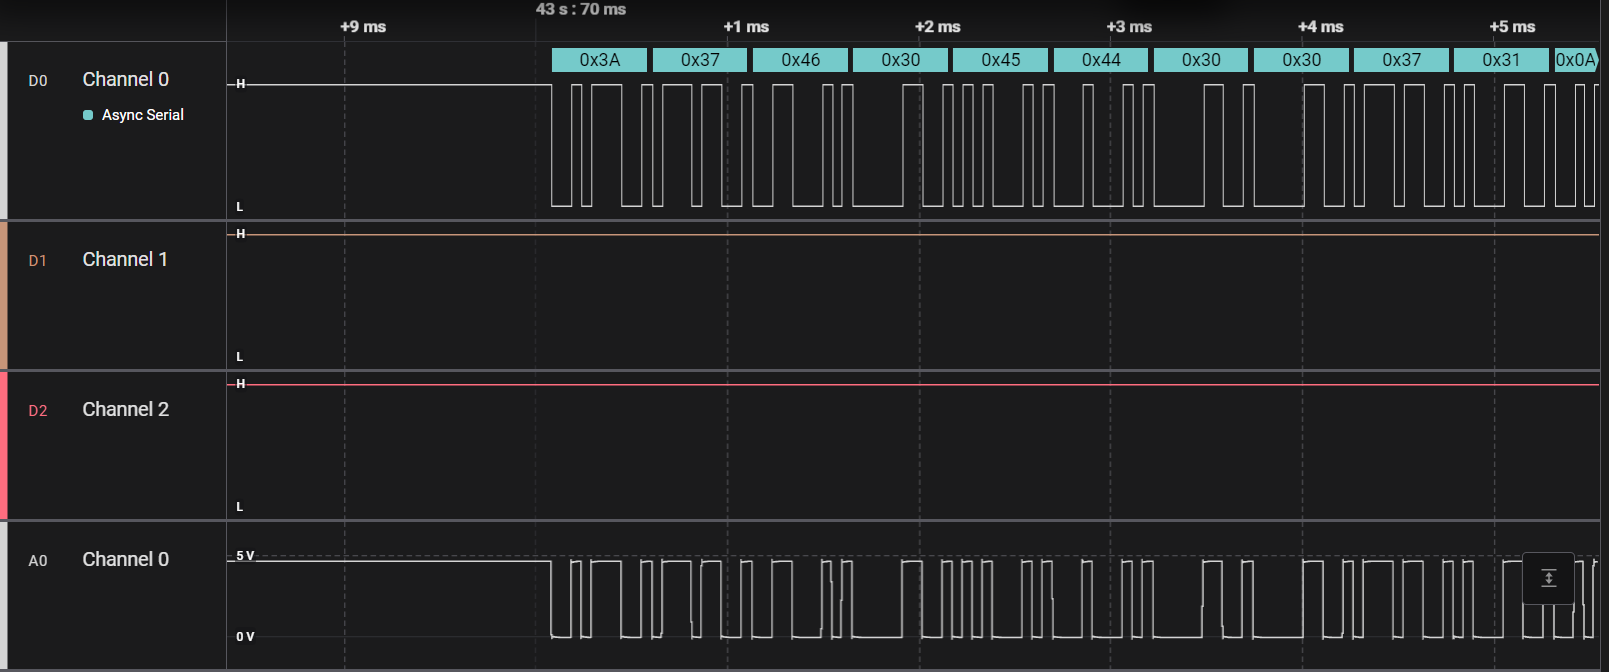 43 s : 70 ms
+9 ms +1 ms +2 ms +3 ms +4 ms +5 ms
0x3A 0x37 0x46 0x30 0x45 0x44 0x30 0x30 0x37 0x31 0x0A
D0 Channel 0
H
Async Serial
L
H
D1 Channel 1
L
H
D2 Channel 2
L
5 V
A0 Channel 0
0 V